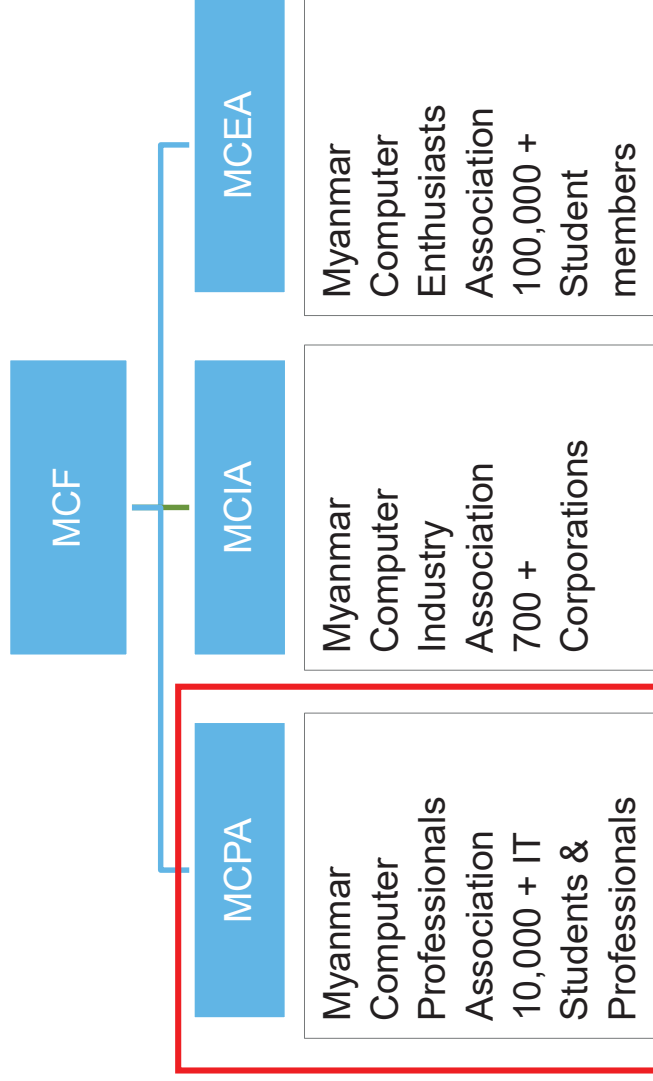 MCF
MCPA
Myanmar
Computer
Professionals
Association
10,000 + IT
Students &
Professionals
MCIA
Myanmar
Computer
Industry
Association
700 +
Corporations
MCEA
Myanmar
Computer
Enthusiasts
Association
100,000 +
Student
members